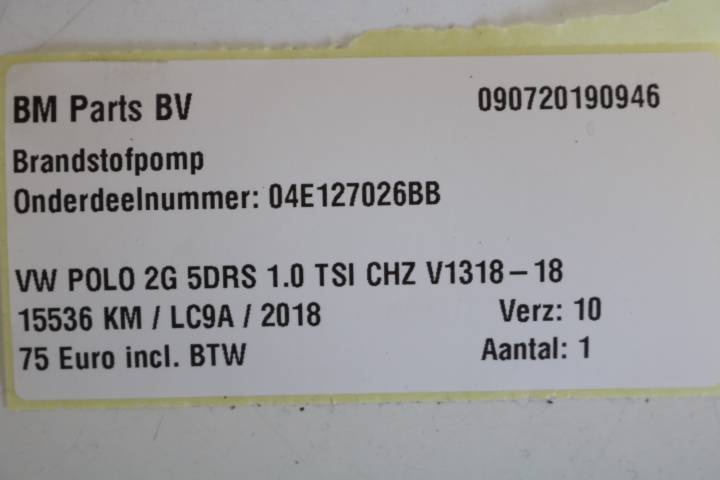 BM Parts BV 090720190946
Brandstofpomp
Onderdeelnummer: 04E127026BB
VW POLO 2G 5DRS 1.0 TSI CHZ V1318-18
15536 KM / LC9A / 2018 Verz: 10
75 Euro incl. BTW Aantal: 1